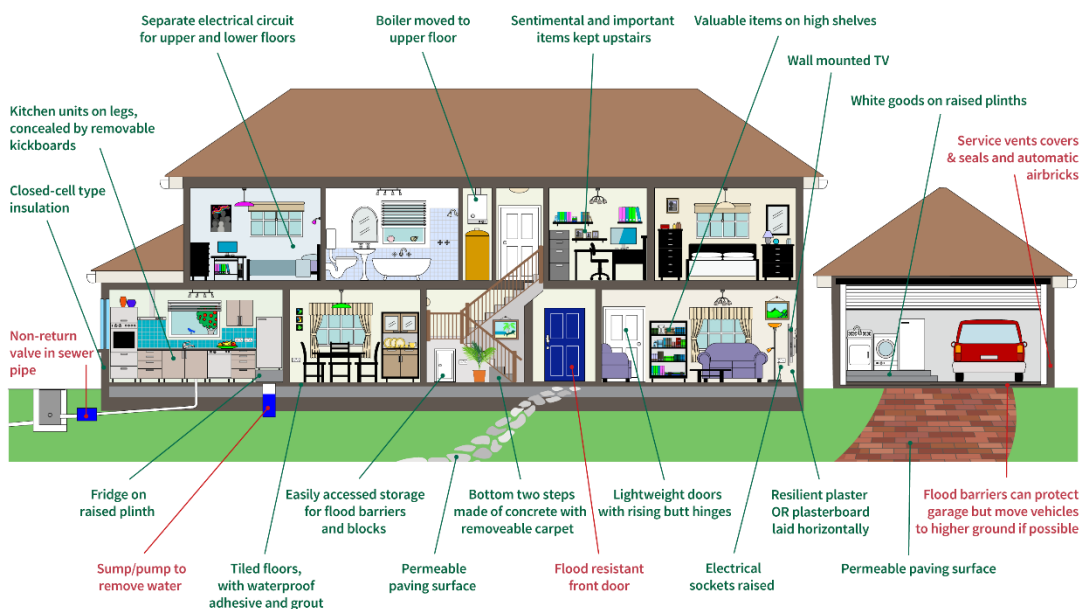 Separate electrical circuit
for upper and lower floors
Boiler moved to
upper floor
Sentimental and important
items kept upstairs
Valuable items on high shelves
Wall mounted TV
White goods on raised plinths
Service vents covers
& seals and automatic
airbricks
Kitchen units on legs,
concealed by removable
kickboards
Closed-cell type
insulation
Non-return
valve in sewer
pipe
Fridge on
raised plinth
Easily accessed storage
for flood barriers
and blocks
Bottom two steps
made of concrete with
removeable carpet
Lightweight doors
with rising butt hinges
Resilient plaster
OR plasterboard
laid horizontally
Flood barriers can protect
garage but move vehicles
to higher ground if possible
Sump/pump to
remove water
Tiled floors,
with waterproof
adhesive and grout
Permeable
paving surface
Flood resistant
front door
Electrical
sockets raised
Permeable paving surface